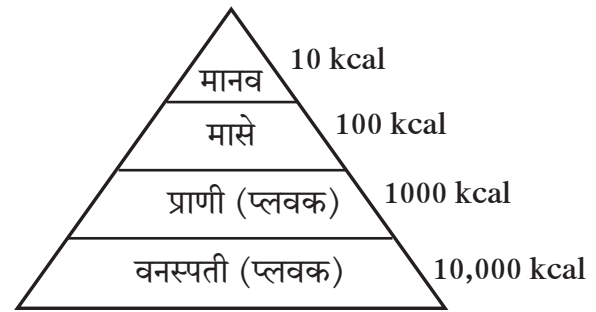 मानव 10 kcal
मासे 100 kcal
प्राणी (प्लवक) 1000 kcal
वनस्पती (प्लवक) 10,000 kcal